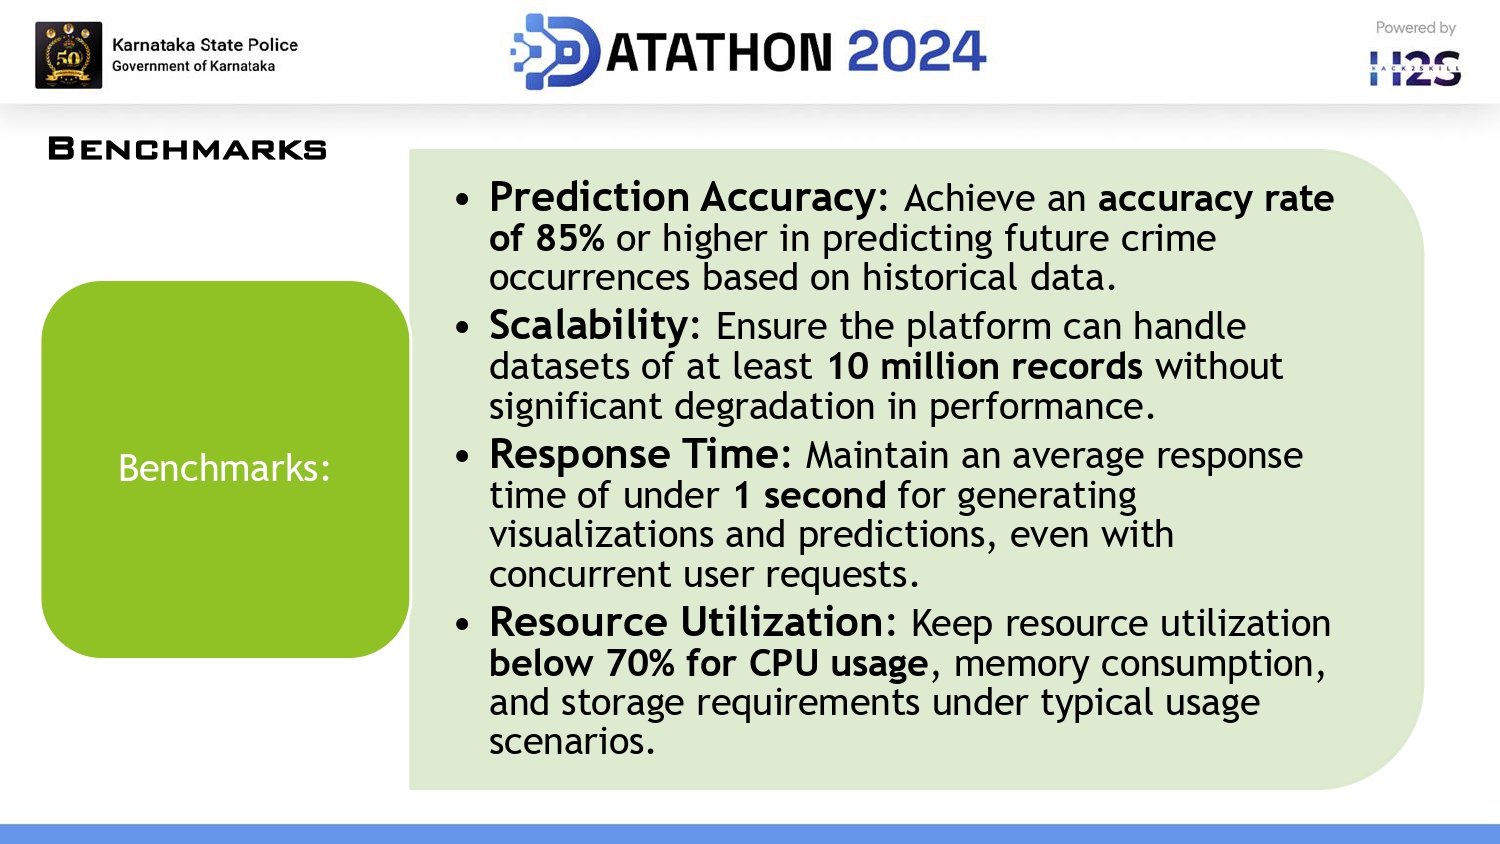 Karnataka State Police
Government of Karnataka
50
DATATHON 2024
Powered by
H2S
HACK2SKILL
BENCHMARKS
Benchmarks:
• Prediction Accuracy: Achieve an accuracy rate
of 85% or higher in predicting future crime
occurrences based on historical data.
• Scalability: Ensure the platform can handle
datasets of at least 10 million records without
significant degradation in performance.
• Response Time: Maintain an average response
time of under 1 second for generating
visualizations and predictions, even with
concurrent user requests.
• Resource Utilization: Keep resource utilization
below 70% for CPU usage, memory consumption,
and storage requirements under typical usage
scenarios.